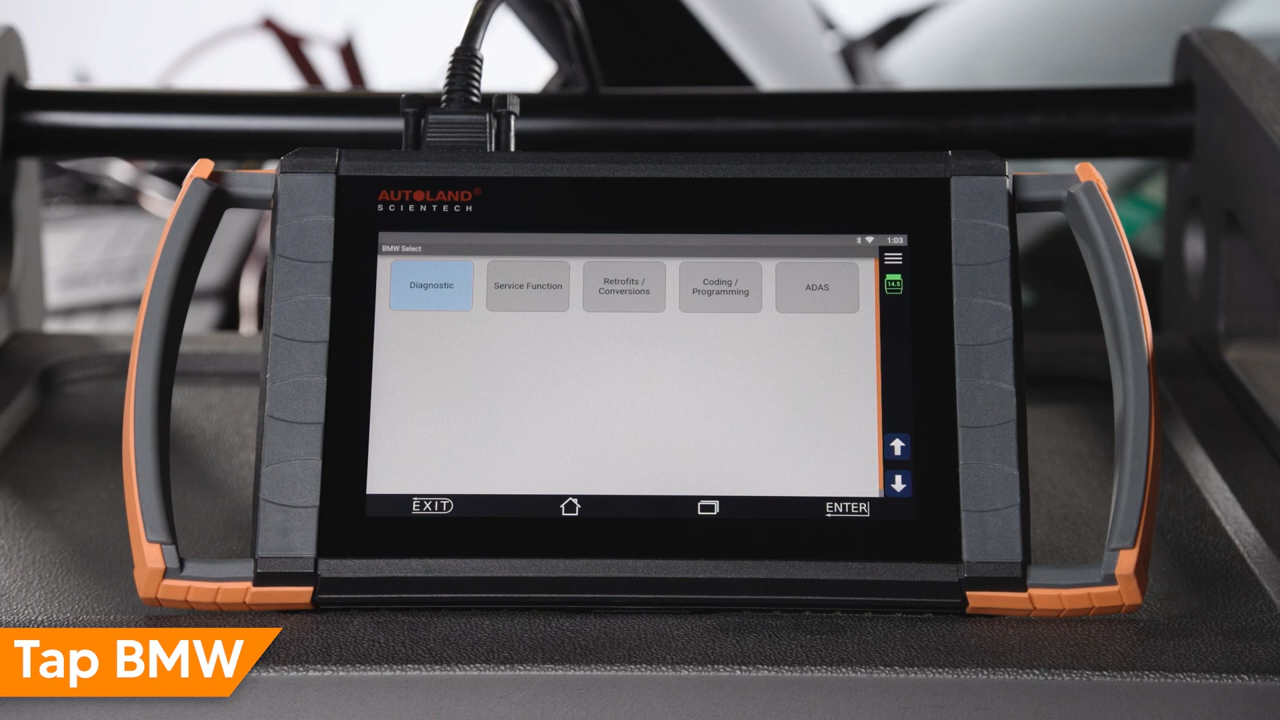 AUTOLAND®
SCIENTECH
1:03
BMW Select
Diagnostic
Service Function
Retrofits /
Conversions
Coding /
Programming
ADAS
14.5
EXIT
ENTER
Tap BMW